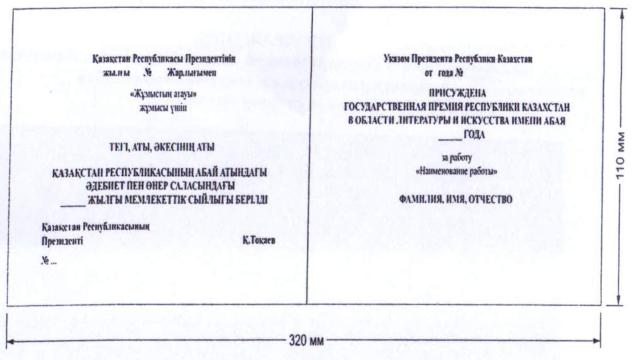 Қазақстан Республикасы Президентінің
жылғы № Жарлығымен
«Жұмыстың атауы»
жұмысы үшін
ТЕГІ, АТЫ, ӘКЕСІНІҢ АТЫ
ҚАЗАҚСТАН РЕСПУБЛИКАСЫНЫҢ АБАЙ АТЫНДАҒЫ
ӘДЕБИЕТ ПЕН ӨНЕР САЛАСЫНДАҒЫ
_____ ЖЫЛҒЫ МЕМЛЕКЕТТІК СЫЙЛЫҒЫ БЕРІЛДІ
Қазақстан Республикасының
Президенті Қ.Тоқаев
№ ...
Указом Президента Республики Казахстан
от года №
ПРИСУЖДЕНА
ГОСУДАРСТВЕННАЯ ПРЕМИЯ РЕСПУБЛИКИ КАЗАХСТАН
В ОБЛАСТИ ЛИТЕРАТУРЫ И ИСКУССТВА ИМЕНИ АБАЯ
_____ ГОДА
за работу
«Наименование работы»
ФАМИЛИЯ, ИМЯ, ОТЧЕСТВО
110 мм
320 мм